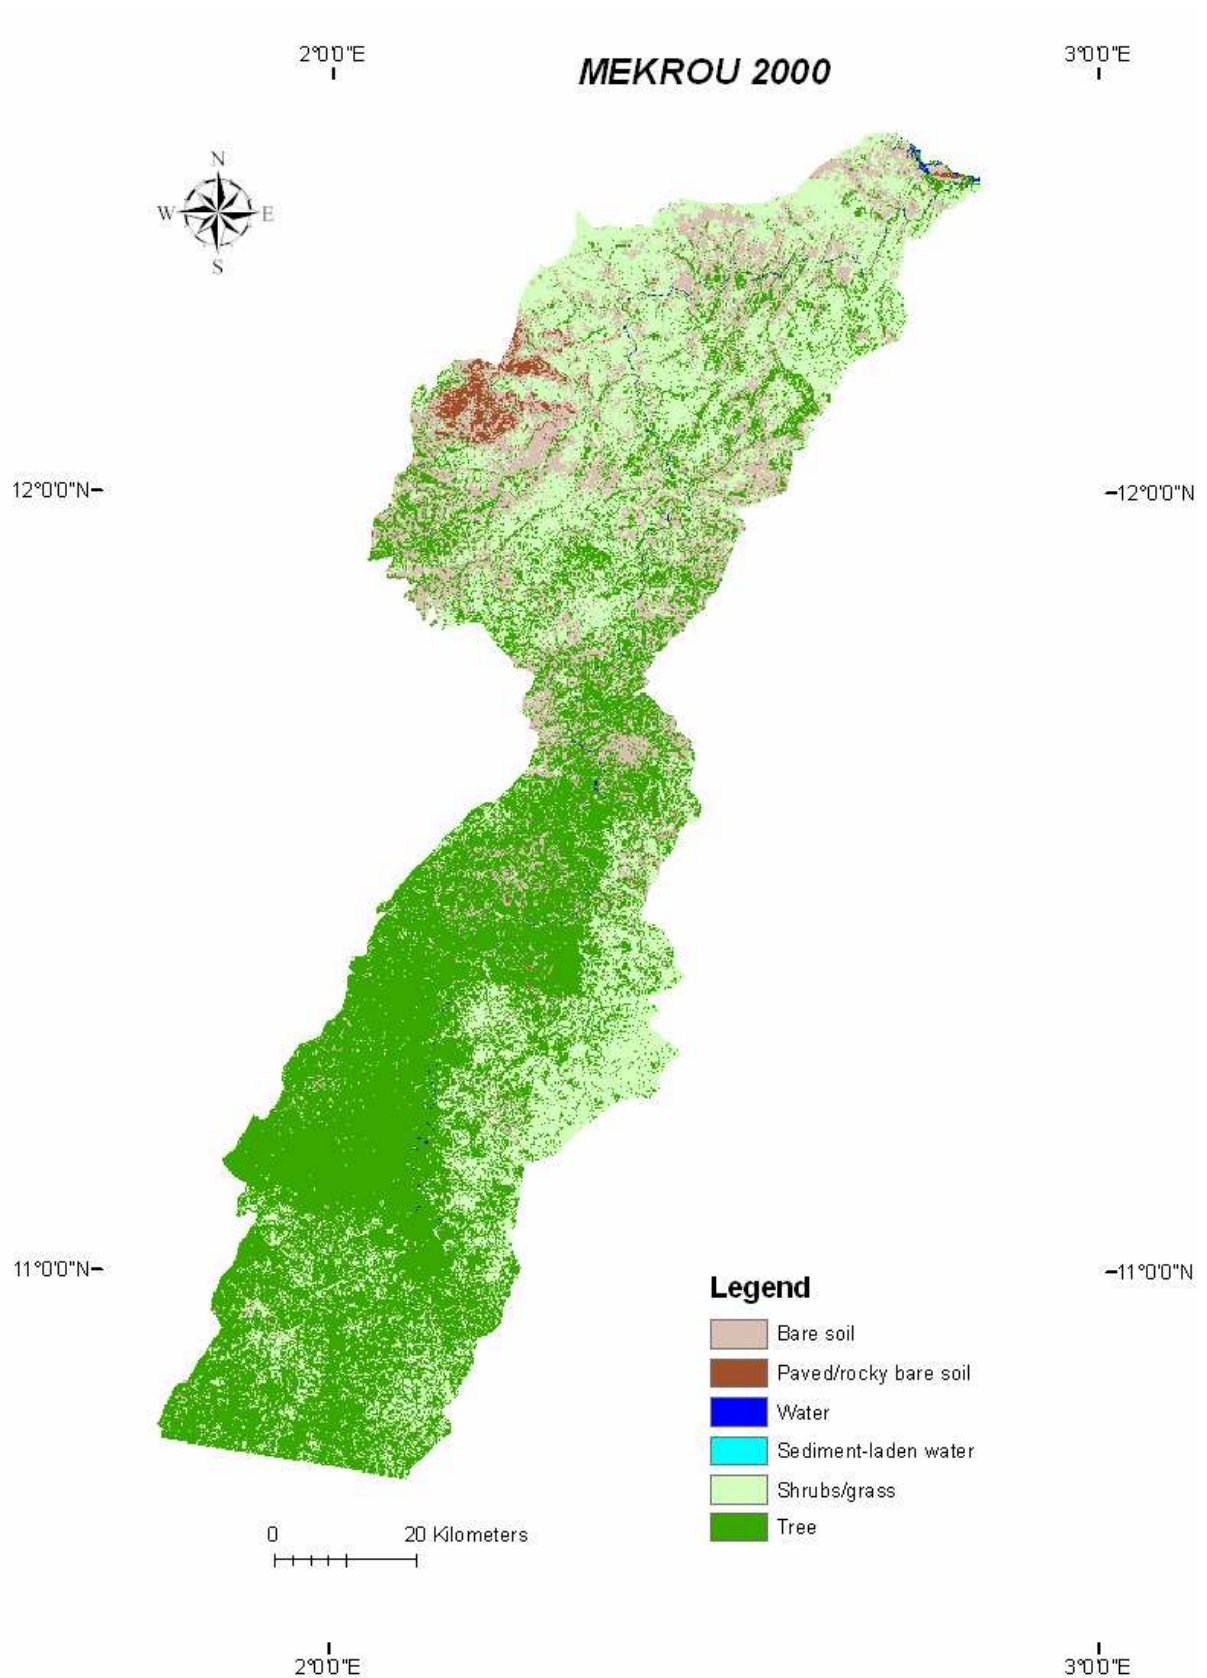 2°0'0"E
MEKROU 2000
3°0'0"E
N
W E
S
12°0'0"N
12°0'0"N
11°0'0"N
11°0'0"N
Legend
Bare soil
Paved/rocky bare soil
Water
Sediment-laden water
Shrubs/grass
Tree
0 20 Kilometers
2°0'0"E
3°0'0"E